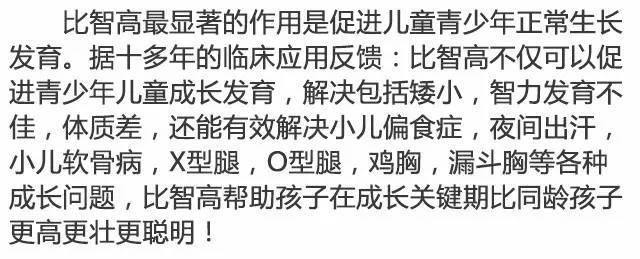 比智高最显著的作用是促进儿童青少年正常生长
发育。据十多年的临床应用反馈：比智高不仅可以促
进青少年儿童成长发育，解决包括矮小，智力发育不
佳，体质差，还能有效解决小儿偏食症，夜间出汗，
小儿软骨病，X型腿，O型腿，鸡胸，漏斗胸等各种
成长问题，比智高帮助孩子在成长关键期比同龄孩子
更高更壮更聪明！